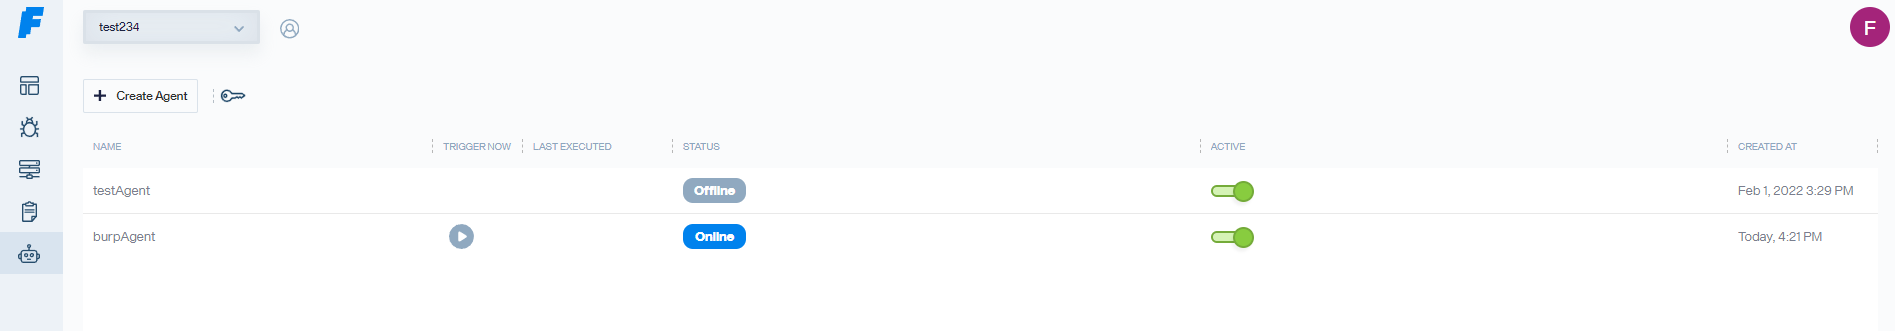 test234
F
Create Agent
NAME TRIGGER NOW LAST EXECUTED STATUS ACTIVE CREATED AT
testAgent Offline Feb 1, 2022 3:29 PM
burpAgent Online Today, 4:21 PM